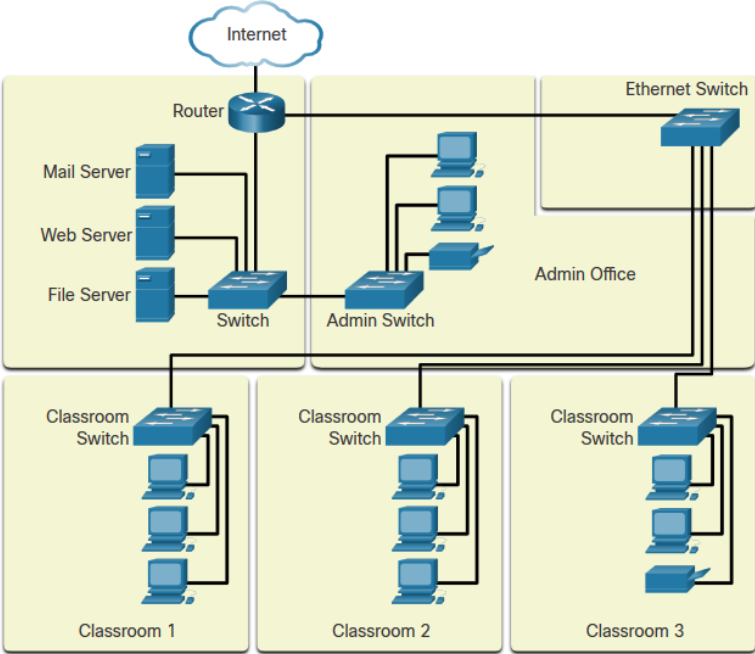 Internet
Ethernet Switch
Router
Mail Server
Web Server
File Server
Admin Office
Switch
Admin Switch
Classroom
Switch
Classroom
Switch
Classroom
Switch
Classroom 1
Classroom 2
Classroom 3